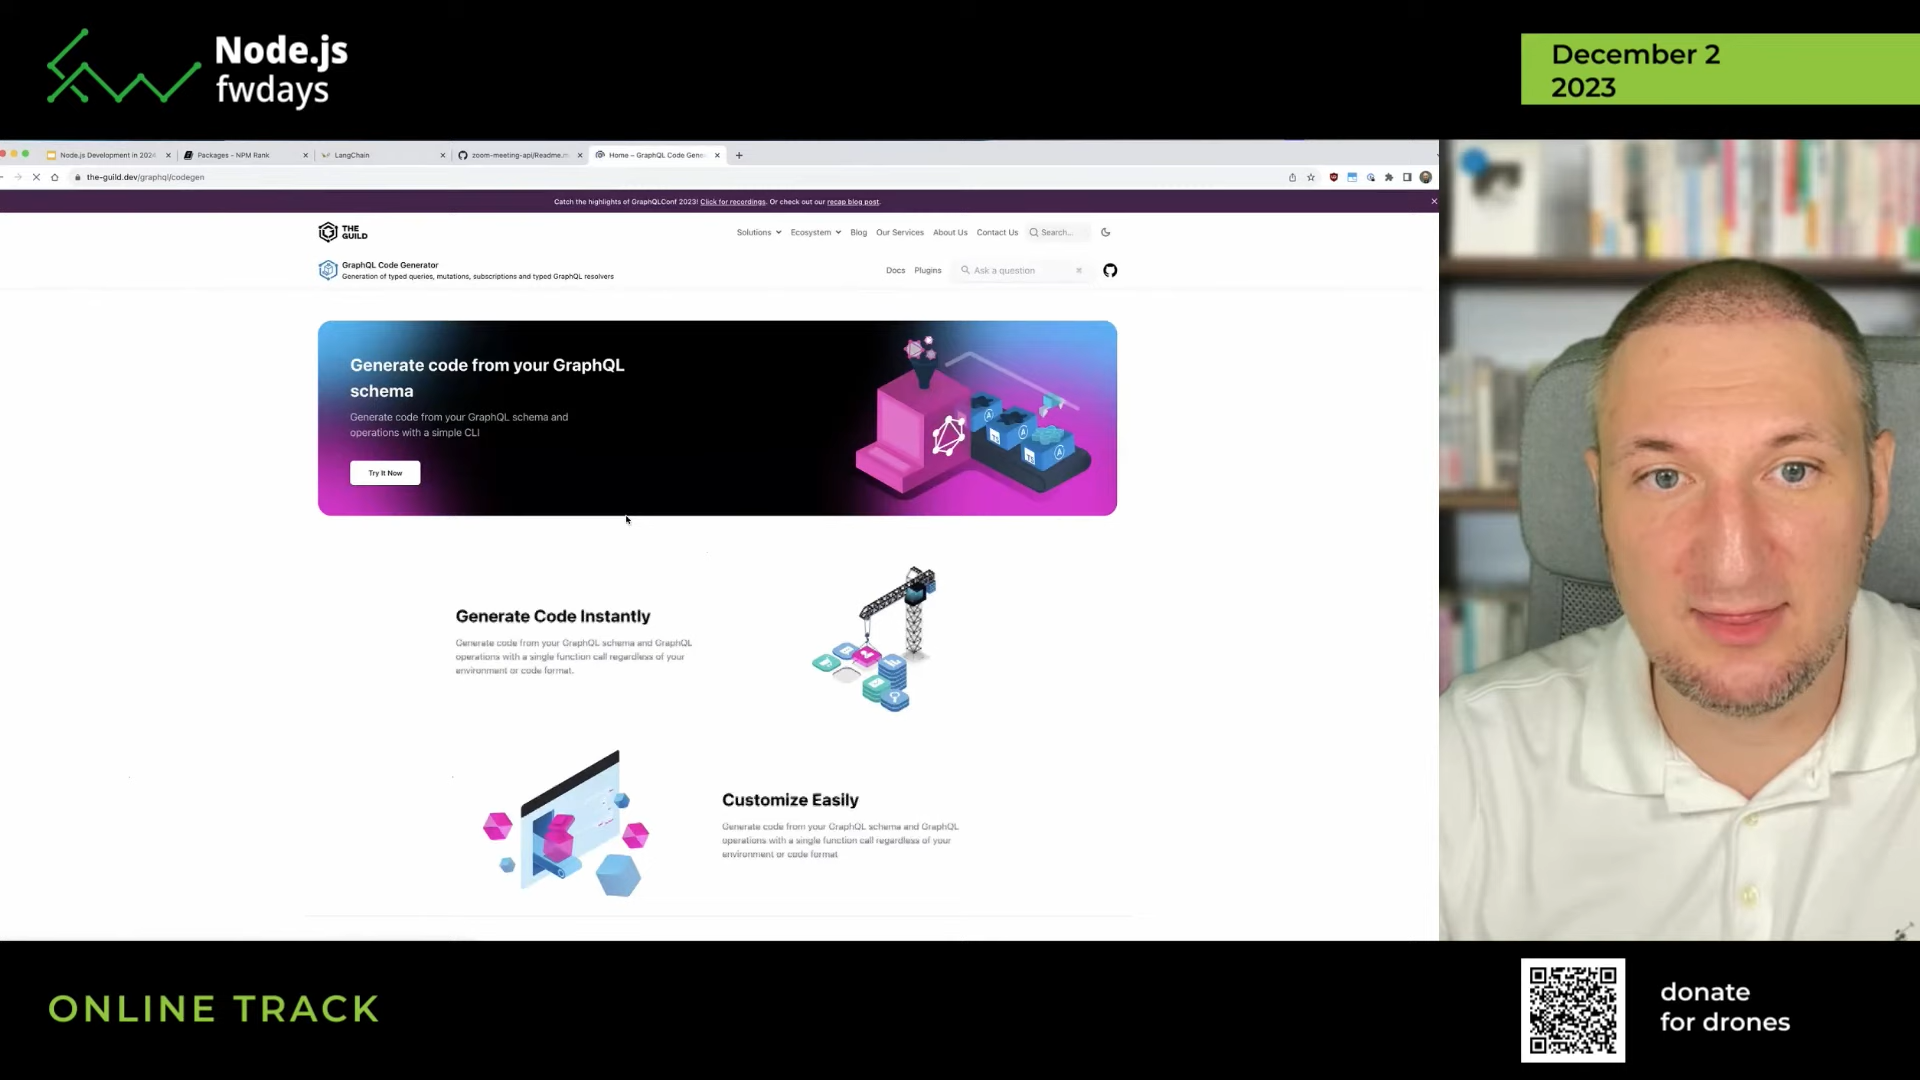 Node.js
fwdays
December 2
2023
Node.js Development in 2024
Packages – NPM Rank
LangChain
zoom-meeting-api/Readme.m
Home – GraphQL Code Gene
the-guild.dev/graphql/codegen
Catch the highlights of GraphQLConf 2023! Click for recordings. Or check out our recap blog post.
THE
GUILD
Solutions
Ecosystem
Blog
Our Services
About Us
Contact Us
Search...
GraphQL Code Generator
Generation of typed queries, mutations, subscriptions and typed GraphQL resolvers
Docs
Plugins
Ask a question
Generate code from your GraphQL
schema
Generate code from your GraphQL schema and
operations with a simple CLI
Try It Now
TS
TS
Generate Code Instantly
Generate code from your GraphQL schema and GraphQL
operations with a single function call regardless of your
environment or code format.
Customize Easily
Generate code from your GraphQL schema and GraphQL
operations with a single function call regardless of your
environment or code format
ONLINE TRACK
donate
for drones